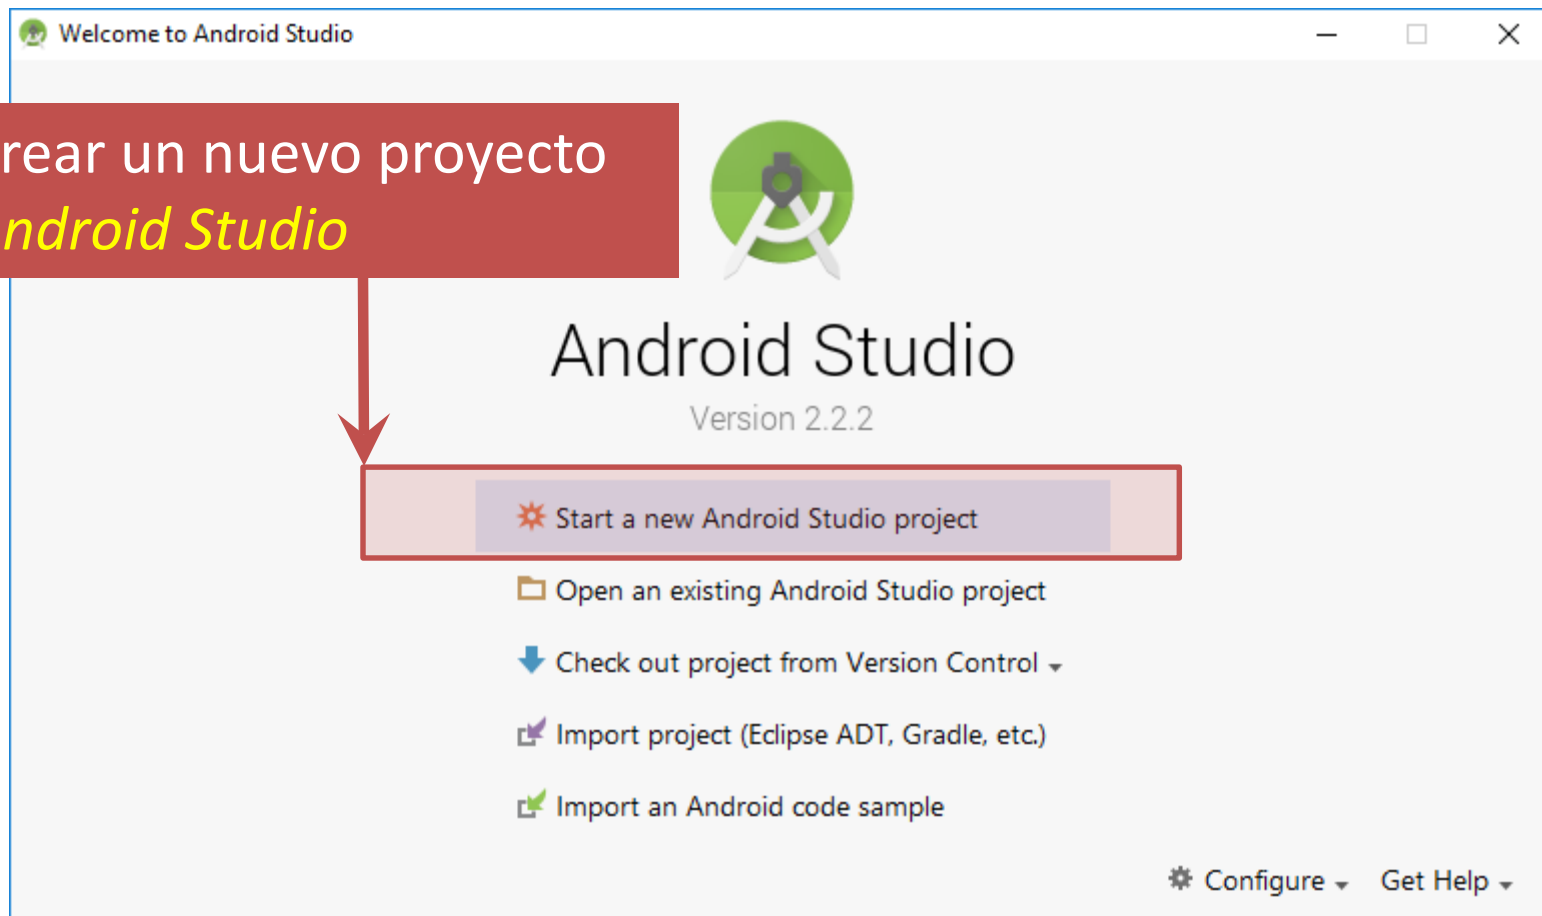 Welcome to Android Studio
rear un nuevo proyecto
ndroid Studio
Android Studio
Version 2.2.2
Start a new Android Studio project
Open an existing Android Studio project
Check out project from Version Control
Import project (Eclipse ADT, Gradle, etc.)
Import an Android code sample
Configure Get Help